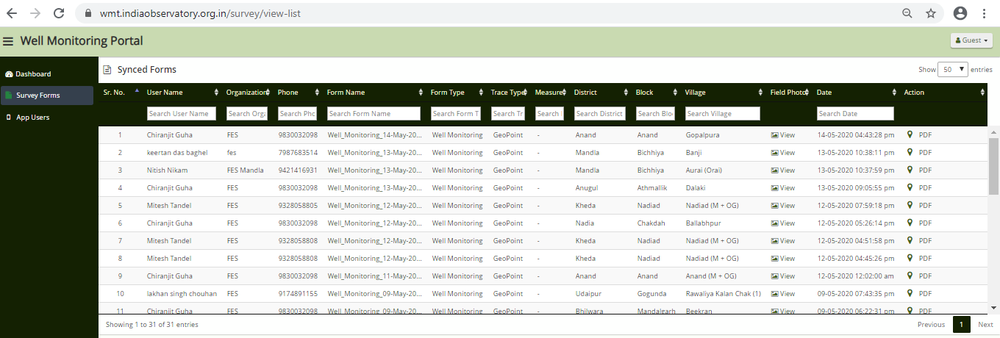 wmt.indiaobservatory.org.in/survey/view-list
Well Monitoring Portal
Guest
Dashboard
Survey Forms
App Users
Synced Forms
Show 50 entries
Sr. No. User Name Organization Phone Form Name Form Type Trace Type Measure District Block Village Field Photo Date Action
Search User Name Search Orga Search Pho Search Form Name Search Form T Search Tr Search Search District Search Blo Search Village Search Date
1 Chiranjit Guha FES 9830032098 Well_Monitoring_14-May-20... Well Monitoring GeoPoint - Anand Anand Gopalpura View 14-05-2020 04:43:28 pm PDF
2 keertan das baghel fes 7987683514 Well_Monitoring_13-May-20... Well Monitoring GeoPoint - Mandla Bichhiya Banji View 13-05-2020 10:38:11 pm PDF
3 Nitish Nikam FES Mandla 9421416931 Well_Monitoring_13-May-20... Well Monitoring GeoPoint - Mandla Bichhiya Aurai (Orai) View 13-05-2020 10:37:59 pm PDF
4 Chiranjit Guha FES 9830032098 Well_Monitoring_13-May-20... Well Monitoring GeoPoint - Anugul Athmallik Dalaki View 13-05-2020 09:05:55 pm PDF
5 Mitesh Tandel FES 9328058805 Well_Monitoring_12-May-20... Well Monitoring GeoPoint - Kheda Nadiad Nadiad (M + OG) View 12-05-2020 07:59:18 pm PDF
6 Chiranjit Guha FES 9830032098 Well_Monitoring_12-May-20... Well Monitoring GeoPoint - Nadia Chakdah Ballabhpur View 12-05-2020 05:26:14 pm PDF
7 Mitesh Tandel FES 9328058808 Well_Monitoring_12-May-20... Well Monitoring GeoPoint - Kheda Nadiad Nadiad (M + OG) View 12-05-2020 04:51:58 pm PDF
8 Mitesh Tandel FES 9328058808 Well_Monitoring_12-May-20... Well Monitoring GeoPoint - Kheda Nadiad Nadiad (M + OG) View 12-05-2020 04:45:26 pm PDF
9 Chiranjit Guha FES 9830032098 Well_Monitoring_11-May-20... Well Monitoring GeoPoint - Anand Anand Anand (M + OG) View 12-05-2020 12:02:00 am PDF
10 lakhan singh chouhan FES 9174891155 Well_Monitoring_09-May-20... Well Monitoring GeoPoint - Udaipur Gogunda Rawaliya Kalan Chak (1) View 09-05-2020 07:43:35 pm PDF
11 Chiranjit Guha FES 9830032098 Well_Monitoring_09-May-20... Well Monitoring GeoPoint - Bhilwara Mandalgarh Beekran View 09-05-2020 06:22:31 pm PDF
Showing 1 to 31 of 31 entries
Previous 1 Next